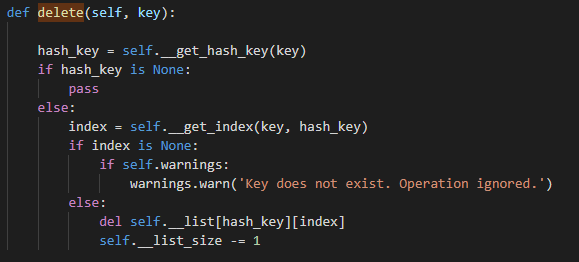 def delete(self, key):
hash_key = self.__get_hash_key(key)
if hash_key is None:
pass
else:
index = self.__get_index(key, hash_key)
if index is None:
if self.warnings:
warnings.warn('Key does not exist. Operation ignored.')
else:
del self.__list[hash_key][index]
self.__list_size -= 1